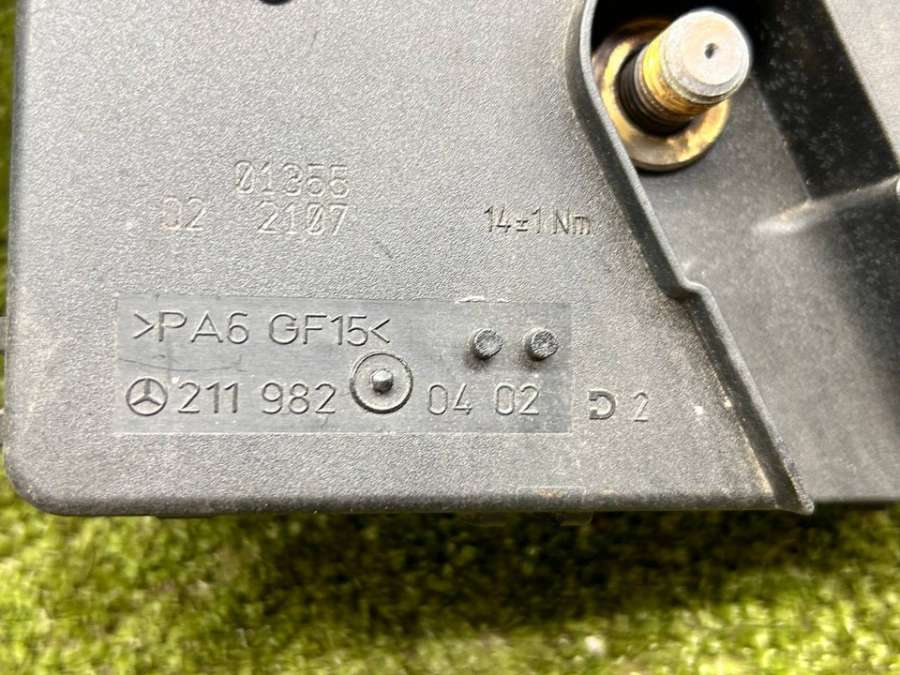 01355
02 2107
14±1 Nm
>PA6 GF15<
211 982 04 02 D 2